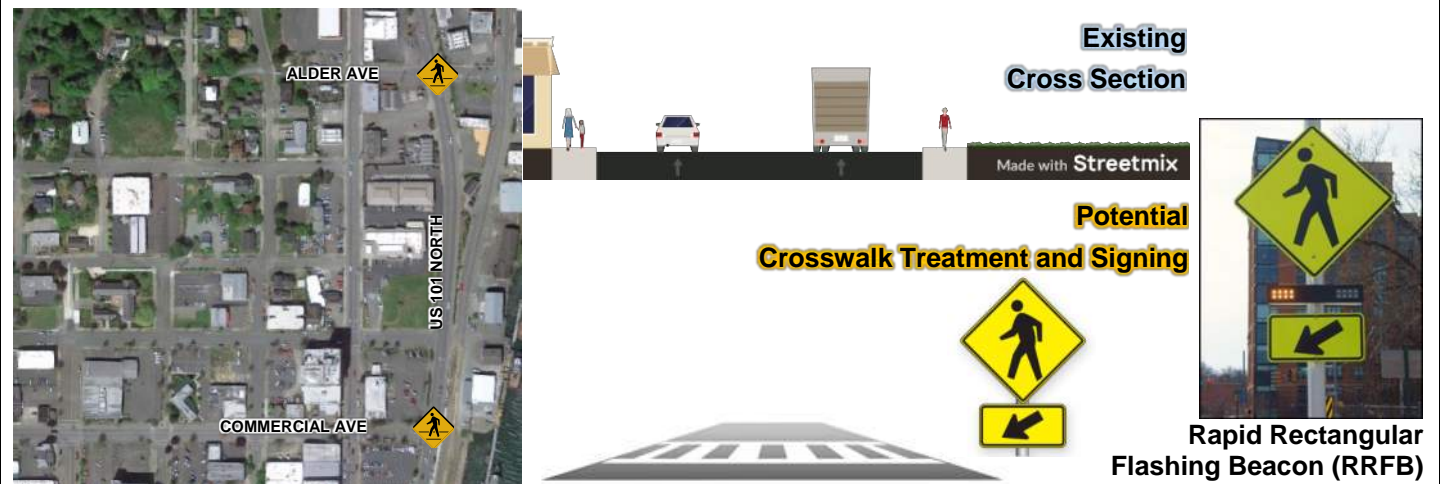 ALDER AVE
US 101 NORTH
COMMERCIAL AVE
Existing
Cross Section
Made with Streetmix
Potential
Crosswalk Treatment and Signing
Rapid Rectangular
Flashing Beacon (RRFB)